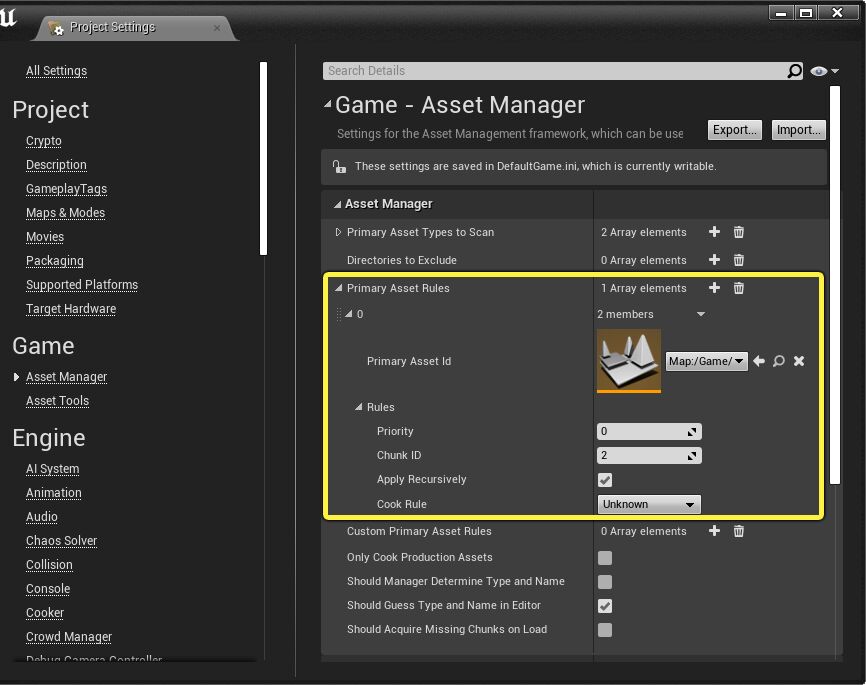 Project Settings
All Settings
Project
Crypto
Description
GameplayTags
Maps & Modes
Movies
Packaging
Supported Platforms
Target Hardware
Game
Asset Manager
Asset Tools
Engine
AI System
Animation
Audio
Chaos Solver
Collision
Console
Cooker
Crowd Manager
Debug Camera Controller
Search Details
Game - Asset Manager
Settings for the Asset Management framework, which can be use
Export...
Import...
These settings are saved in DefaultGame.ini, which is currently writable.
Asset Manager
Primary Asset Types to Scan 2 Array elements
Directories to Exclude 0 Array elements
Primary Asset Rules 1 Array elements
0 2 members
Primary Asset Id Map:/Game/
Rules
Priority 0
Chunk ID 2
Apply Recursively
Cook Rule Unknown
Custom Primary Asset Rules 0 Array elements
Only Cook Production Assets
Should Manager Determine Type and Name
Should Guess Type and Name in Editor
Should Acquire Missing Chunks on Load